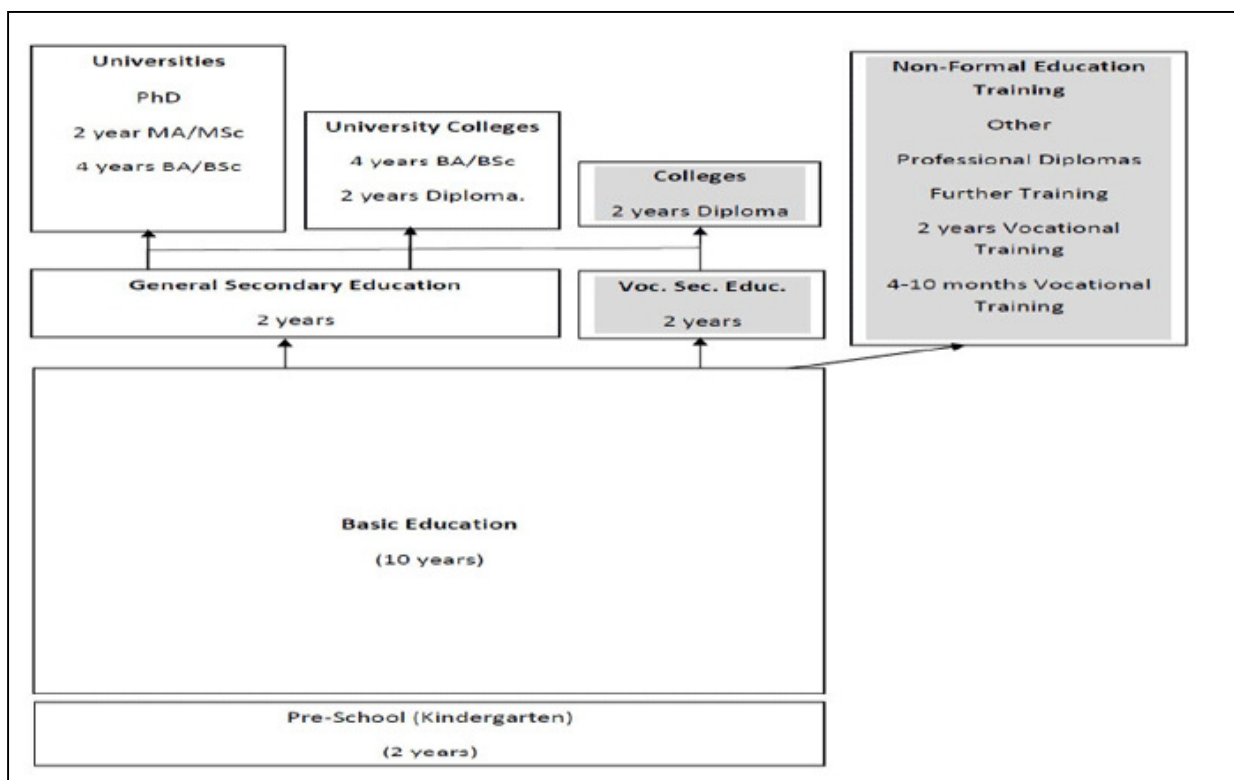 Universities
PhD
2 year MA/MSc
4 years BA/BSc
University Colleges
4 years BA/BSc
2 years Diploma.
Colleges
2 years Diploma
Non-Formal Education
Training
Other
Professional Diplomas
Further Training
2 years Vocational
Training
4-10 months Vocational
Training
General Secondary Education
2 years
Voc. Sec. Educ.
2 years
Basic Education
(10 years)
Pre-School (Kindergarten)
(2 years)